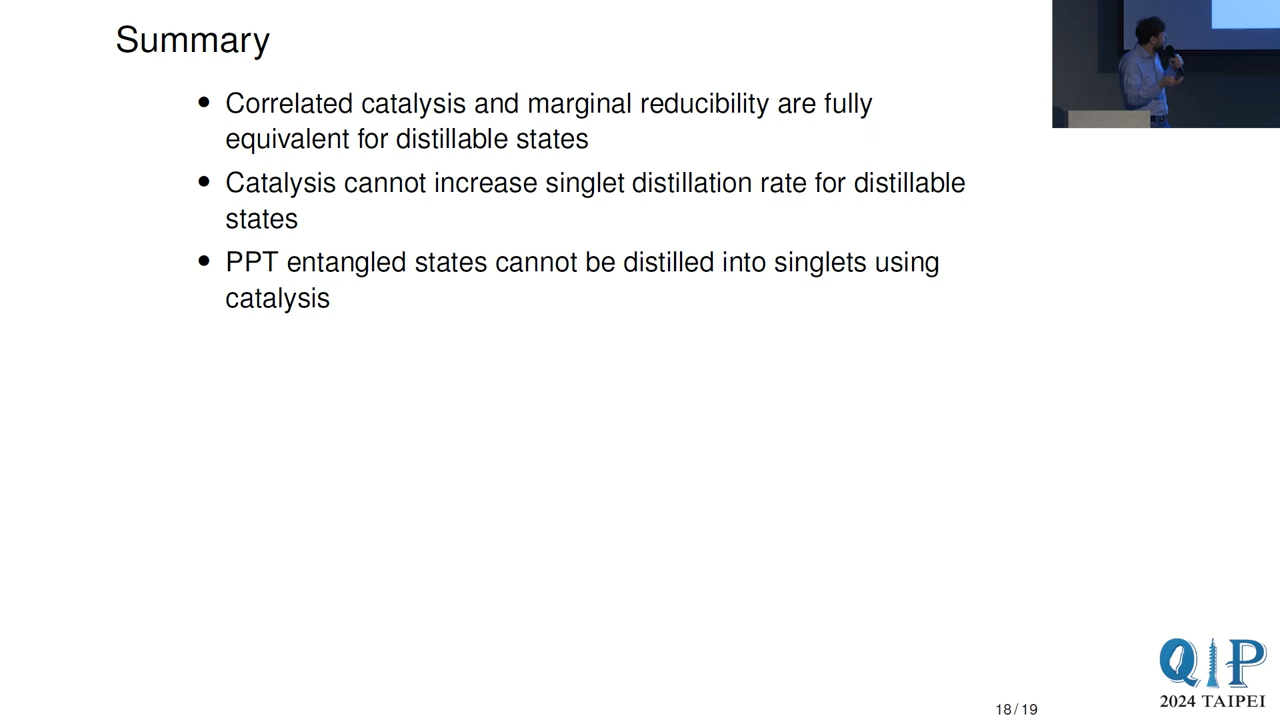 Summary
• Correlated catalysis and marginal reducibility are fully
equivalent for distillable states
• Catalysis cannot increase singlet distillation rate for distillable
states
• PPT entangled states cannot be distilled into singlets using
catalysis
QIP
2024 TAIPEI
18 / 19